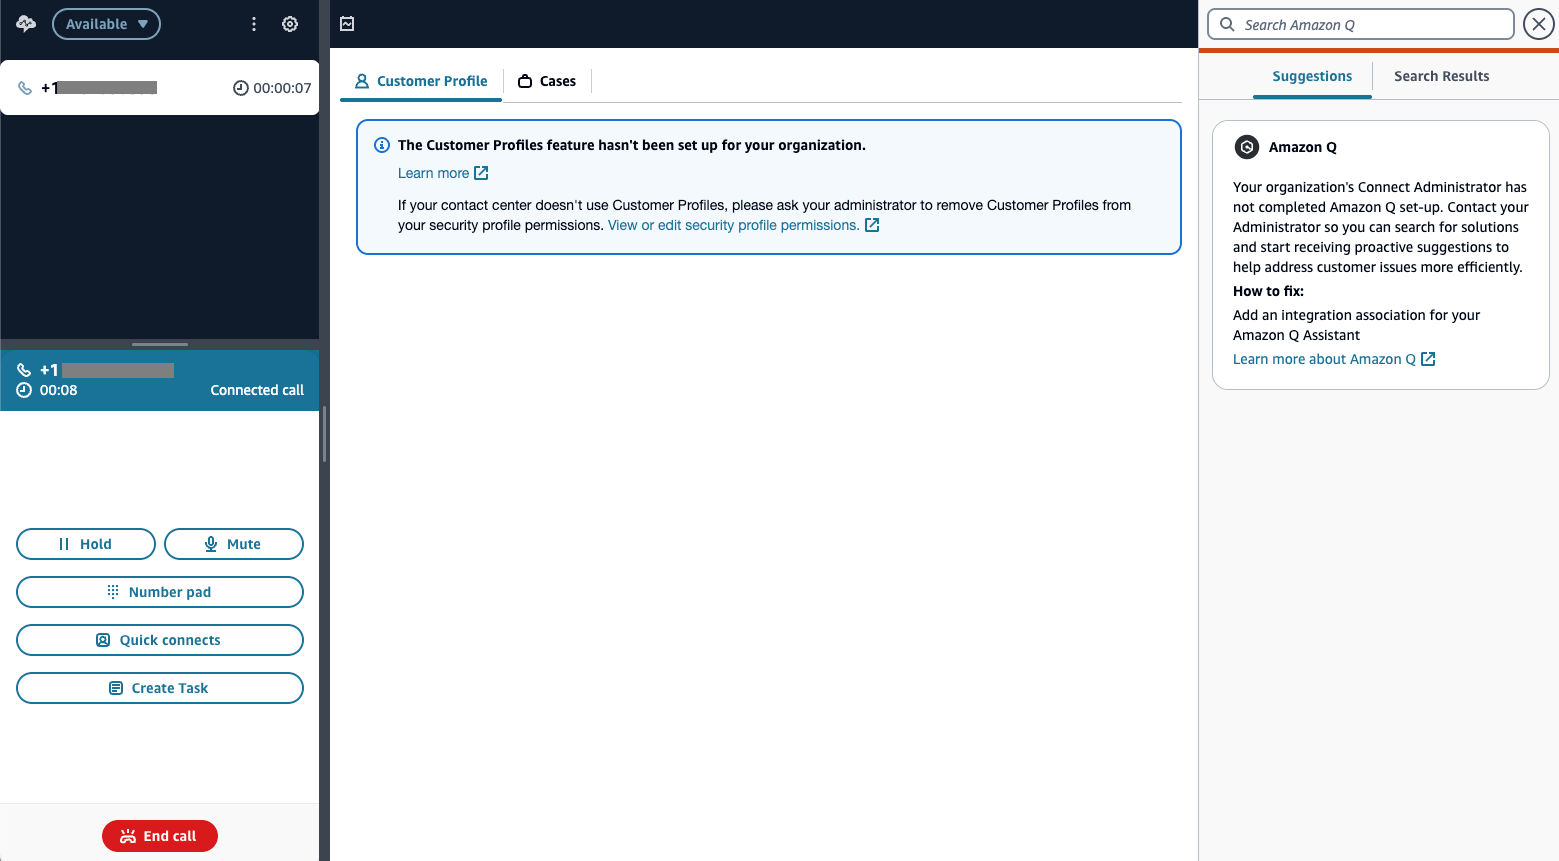 Available
+1
00:00:07
+1
00:08
Connected call
Hold
Mute
Number pad
Quick connects
Create Task
End call
Customer Profile
Cases
The Customer Profiles feature hasn't been set up for your organization.
Learn more
If your contact center doesn't use Customer Profiles, please ask your administrator to remove Customer Profiles from
your security profile permissions. View or edit security profile permissions.
Search Amazon Q
Suggestions
Search Results
Amazon Q
Your organization's Connect Administrator has
not completed Amazon Q set-up. Contact your
Administrator so you can search for solutions
and start receiving proactive suggestions to
help address customer issues more efficiently.
How to fix:
Add an integration association for your
Amazon Q Assistant
Learn more about Amazon Q